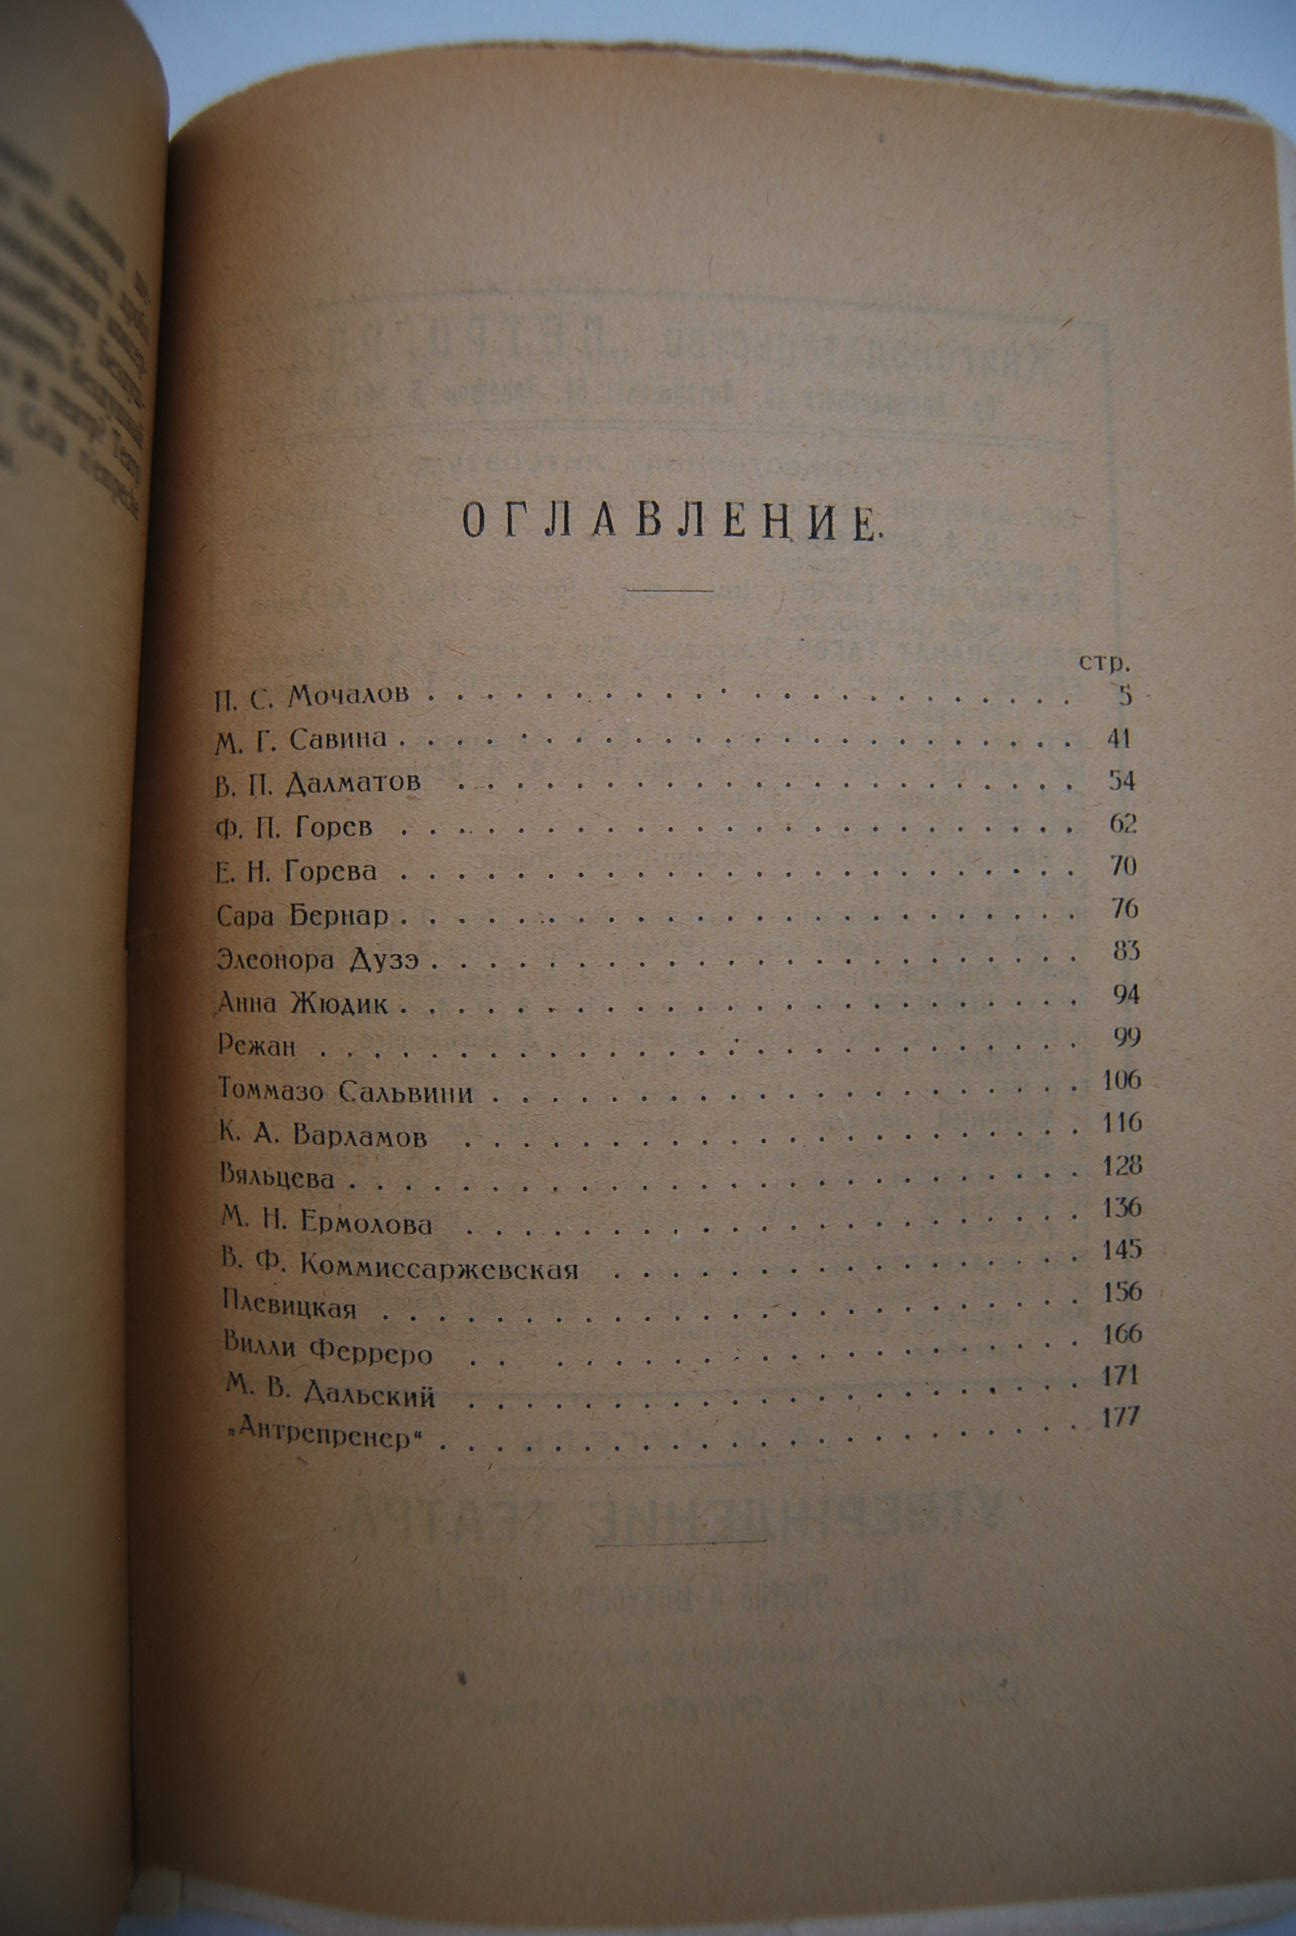 ОГЛАВЛЕНИЕ.
стр.
П. С. Мочалов . . . . . . . . . . . . . . . . . . . . . . . 5
М. Г. Савина . . . . . . . . . . . . . . . . . . . . . . . . 41
В. П. Далматов . . . . . . . . . . . . . . . . . . . . . . 54
Ф. П. Горев . . . . . . . . . . . . . . . . . . . . . . . . 62
Е. Н. Горева . . . . . . . . . . . . . . . . . . . . . . . . 70
Сара Бернар . . . . . . . . . . . . . . . . . . . . . . . . 76
Элеонора Дузэ . . . . . . . . . . . . . . . . . . . . . . . 83
Анна Жюдик . . . . . . . . . . . . . . . . . . . . . . . . 94
Режан . . . . . . . . . . . . . . . . . . . . . . . . . . . 99
Томмазо Сальвини . . . . . . . . . . . . . . . . . . . . . 106
К. А. Варламов . . . . . . . . . . . . . . . . . . . . . . 116
Вяльцева . . . . . . . . . . . . . . . . . . . . . . . . . . 128
М. Н. Ермолова . . . . . . . . . . . . . . . . . . . . . . 136
В. Ф. Коммиссаржевская . . . . . . . . . . . . . . . . . 145
Плевицкая . . . . . . . . . . . . . . . . . . . . . . . . . 156
Вилли Ферреро . . . . . . . . . . . . . . . . . . . . . 166
М. В. Дальский . . . . . . . . . . . . . . . . . . . . . . 171
„Антрепренер“ . . . . . . . . . . . . . . . . . . . . . . . 177